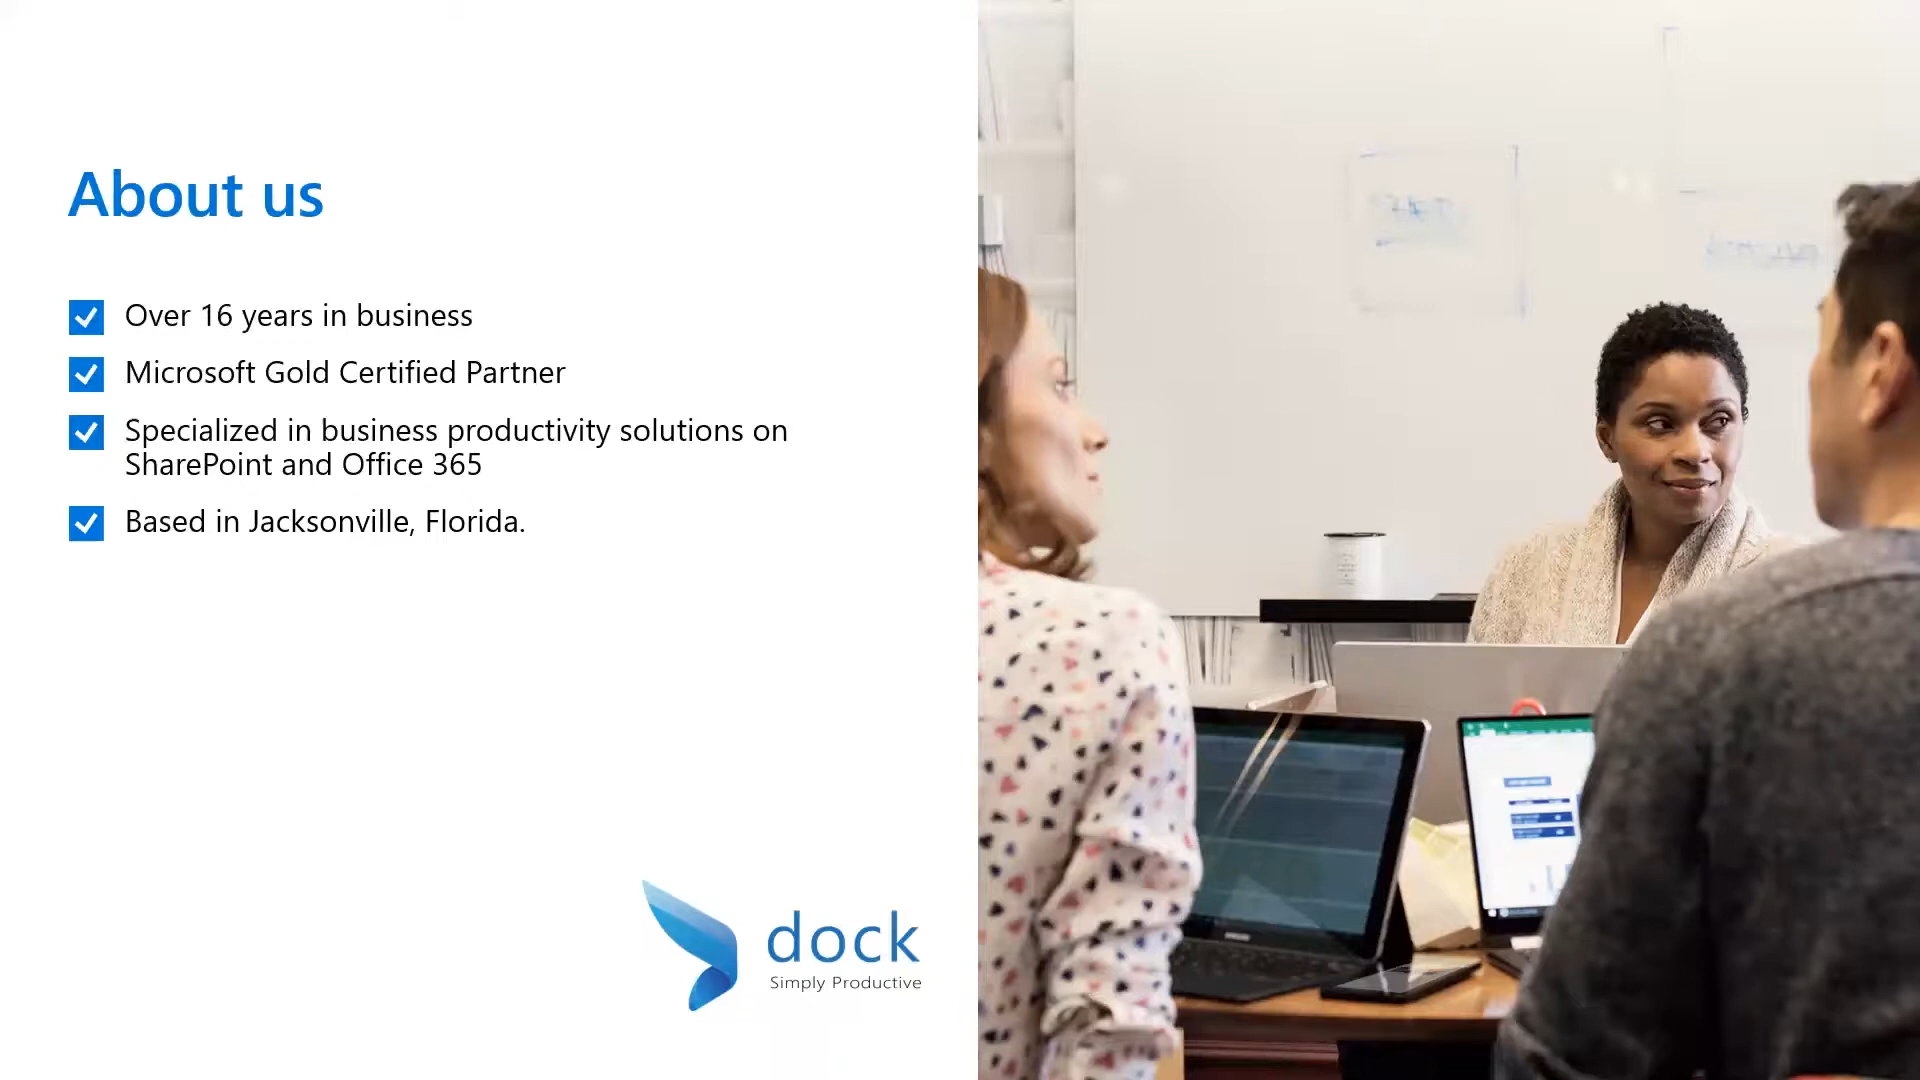 About us
Over 16 years in business
Microsoft Gold Certified Partner
Specialized in business productivity solutions on
SharePoint and Office 365
Based in Jacksonville, Florida.
dock
Simply Productive